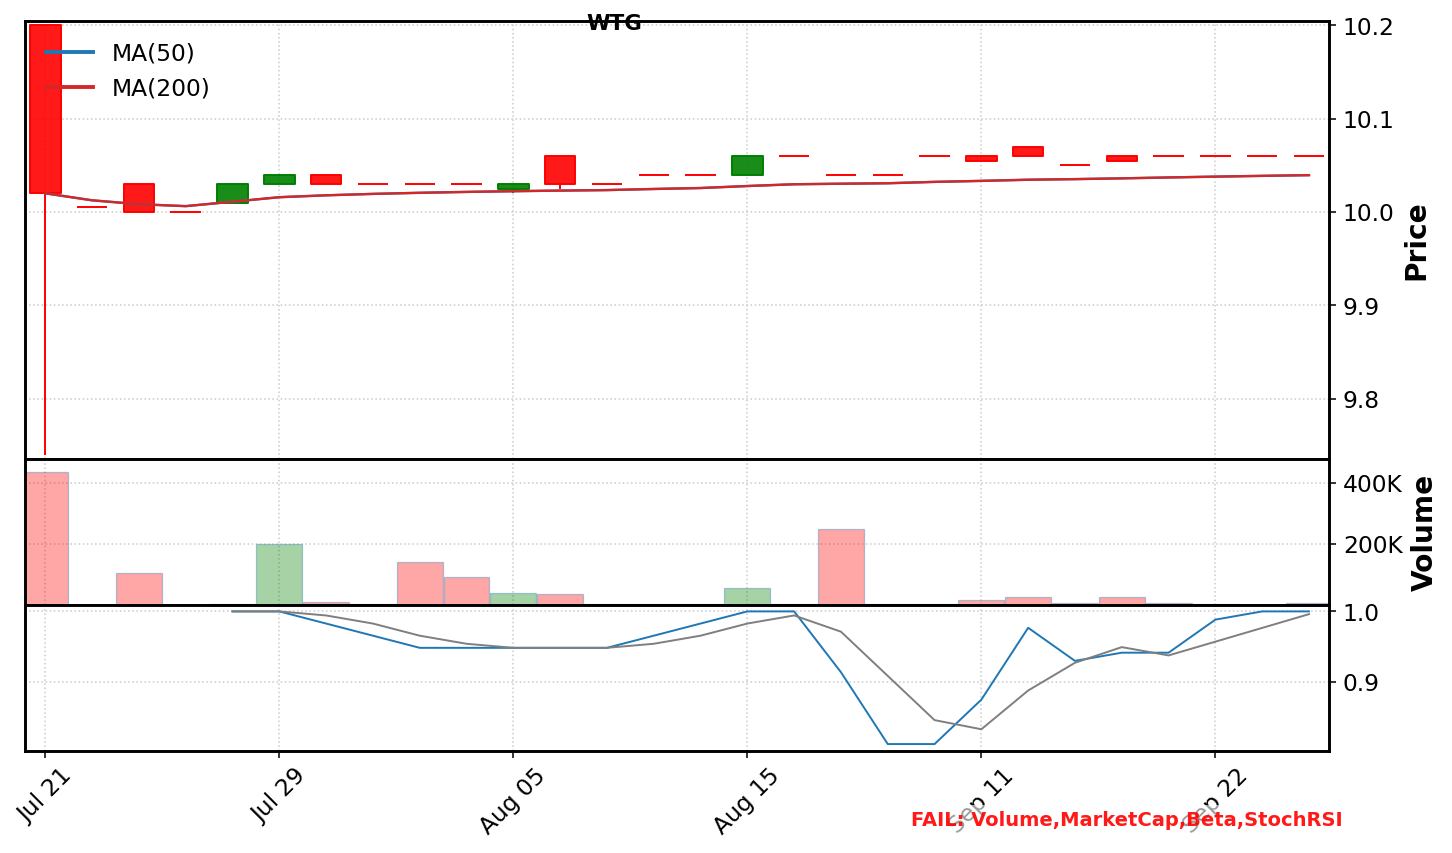 WTG
MA(50)
MA(200)
10.2
10.1
10.0
9.9
9.8
Price
400K
200K
Volume
1.0
0.9
Jul 21
Jul 29
Aug 05
Aug 15
Sep 11
Sep 22
FAIL: Volume,MarketCap,Beta,StochRSI